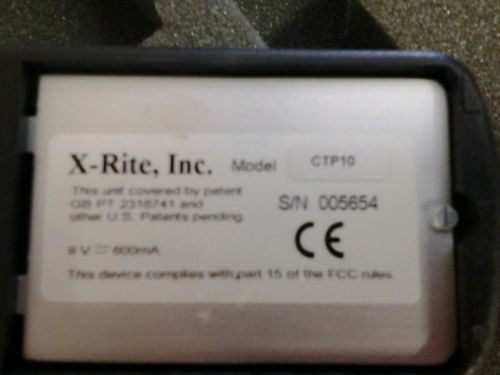 X-Rite, Inc. Model CTP10
This unit covered by patent
GB PT 2316741 and
other U.S. Patents pending.
S/N 005654
CE
9 V ⎓ 600mA
This device complies with part 15 of the FCC rules.